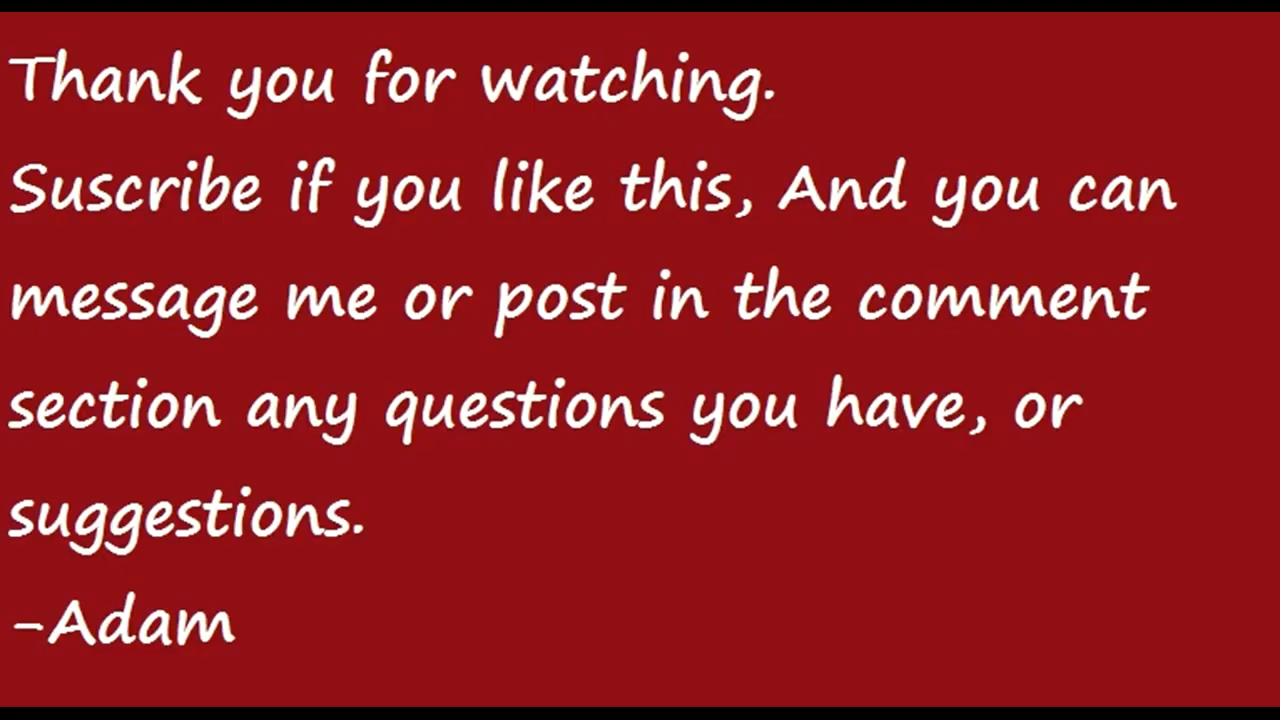 Thank you for watching.
Suscribe if you like this, And you can
message me or post in the comment
section any questions you have, or
suggestions.
-Adam